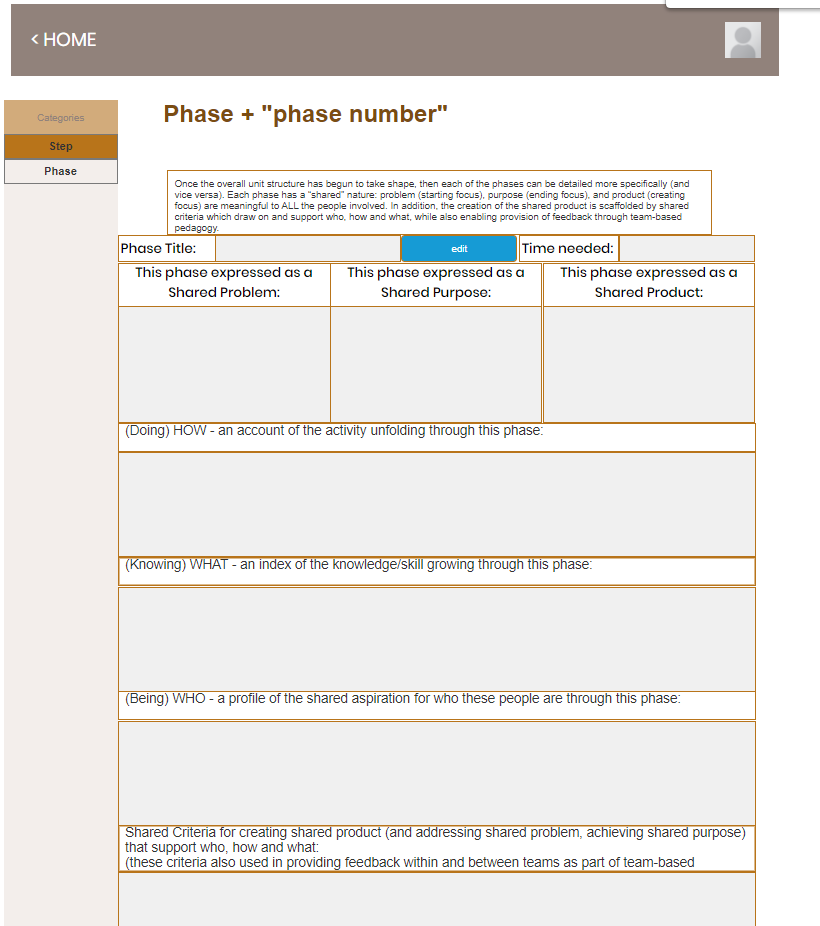 < HOME
Categories
Step
Phase
Phase + "phase number"
Once the overall unit structure has begun to take shape, then each of the phases can be detailed more specifically (and
vice versa). Each phase has a "shared" nature: problem (starting focus), purpose (ending focus), and product (creating
focus) are meaningful to ALL the people involved. In addition, the creation of the shared product is scaffolded by shared
criteria which draw on and support who, how and what, while also enabling provision of feedback through team-based
pedagogy.
Phase Title:
edit
Time needed:
This phase expressed as a
Shared Problem:
This phase expressed as a
Shared Purpose:
This phase expressed as a
Shared Product:
(Doing) HOW - an account of the activity unfolding through this phase:
(Knowing) WHAT - an index of the knowledge/skill growing through this phase:
(Being) WHO - a profile of the shared aspiration for who these people are through this phase:
Shared Criteria for creating shared product (and addressing shared problem, achieving shared purpose)
that support who, how and what:
(these criteria also used in providing feedback within and between teams as part of team-based